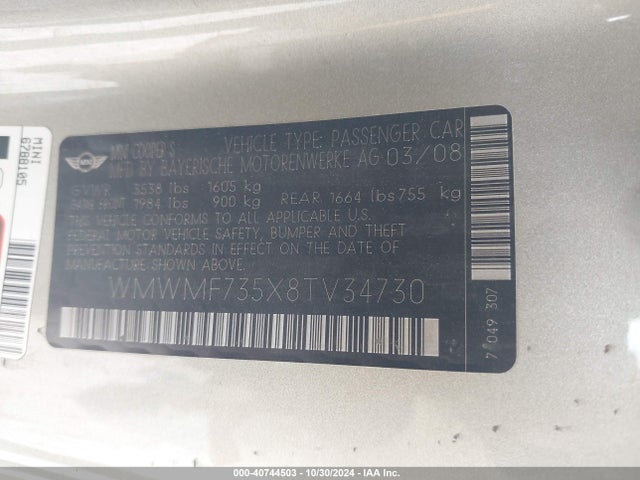 MINI
6788105
MINI
MINI COOPER S VEHICLE TYPE: PASSENGER CAR
MFD BY BAYERISCHE MOTORENWERKE AG 03/08
GVWR 3538 lbs 1605 kg
GAWR FRONT 1984 lbs 900 kg REAR 1664 lbs 755 kg
THIS VEHICLE CONFORMS TO ALL APPLICABLE U.S.
FEDERAL MOTOR VEHICLE SAFETY, BUMPER AND THEFT
PREVENTION STANDARDS IN EFFECT ON THE DATE OF
MANUFACTURE SHOWN ABOVE.
WMWMF735X8TV34730
7 049 307
000-40744503 - 10/30/2024 - IAA Inc.